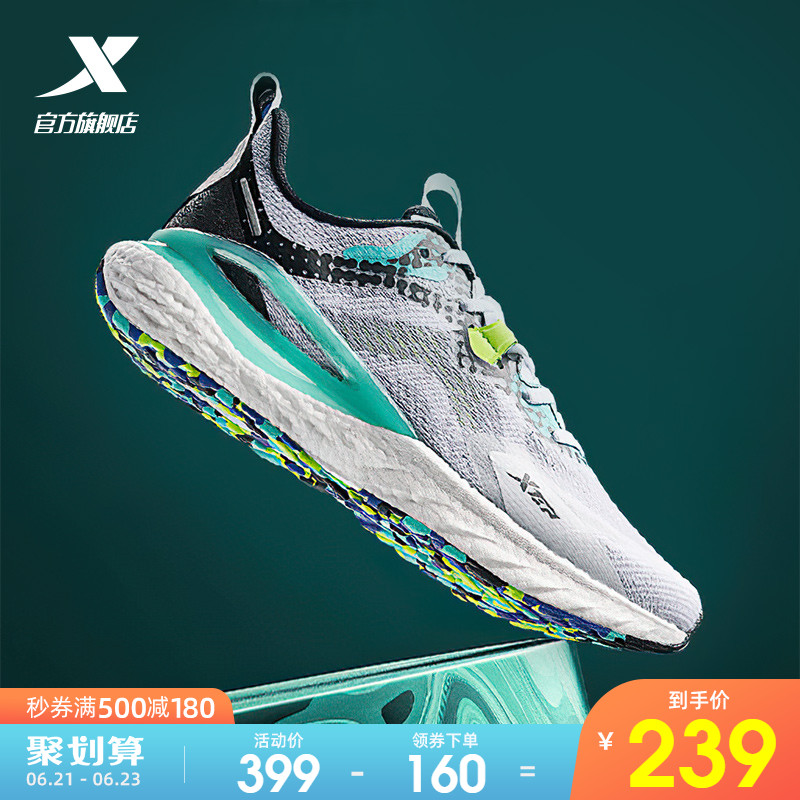 X
官方旗舰店
XTEP
秒券满500减180
聚划算
06.21 - 06.23
活动价
399
-
领券下单
160
=
到手价
¥239